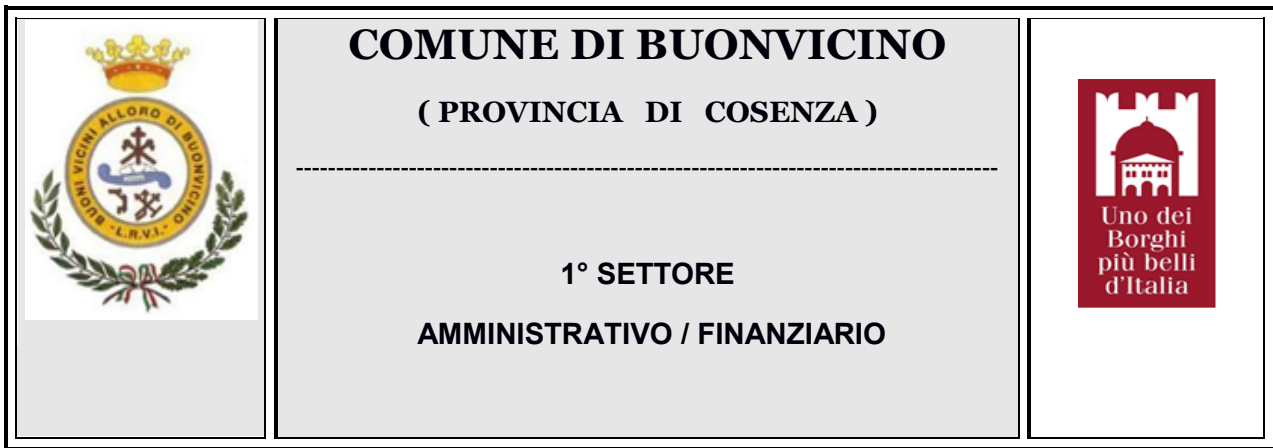 BUONI VICINI ALLORO DI BUONVICINO
-L.R.V.I.-
COMUNE DI BUONVICINO
( PROVINCIA DI COSENZA )
---------------------------------------------------------------------------------------
1° SETTORE
AMMINISTRATIVO / FINANZIARIO
Uno dei
Borghi
più belli
d'Italia